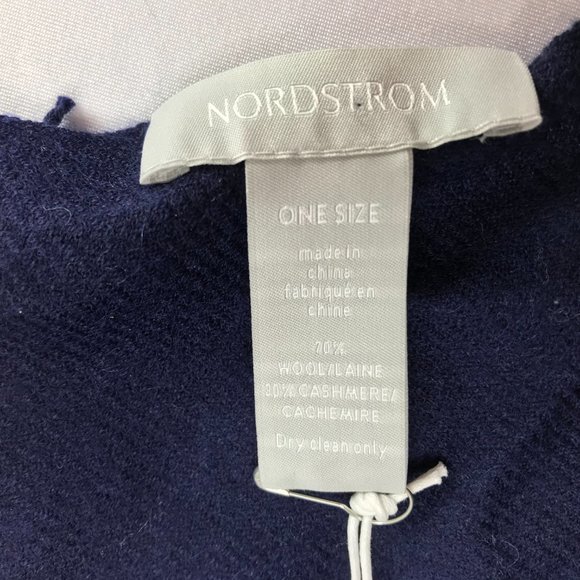 NORDSTROM
ONE SIZE
made in
china
fabriqué en
chine
70%
WOOL/LAINE
30% CASHMERE/
CACHEMIRE
Dry clean only